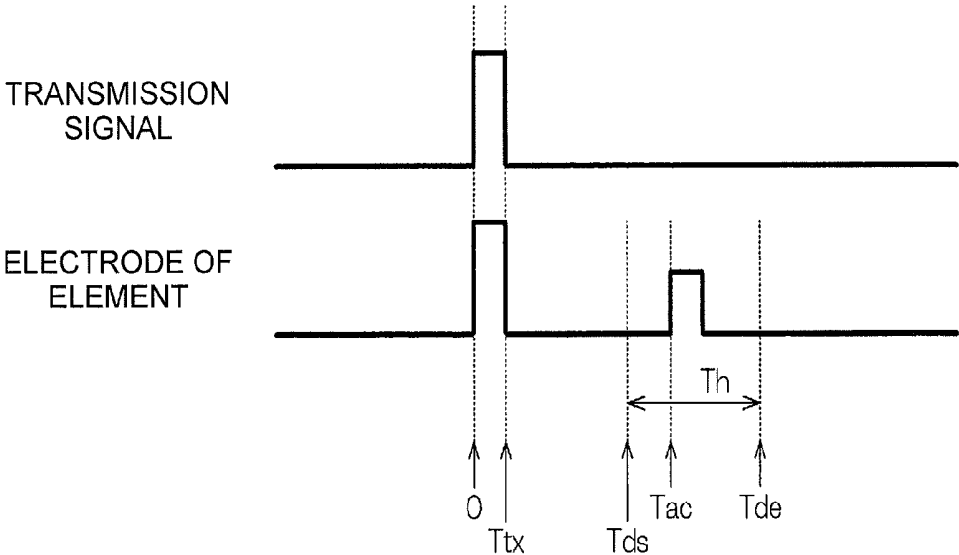 TRANSMISSION
SIGNAL
ELECTRODE OF
ELEMENT
Th
0
Ttx
Tds
Tac
Tde